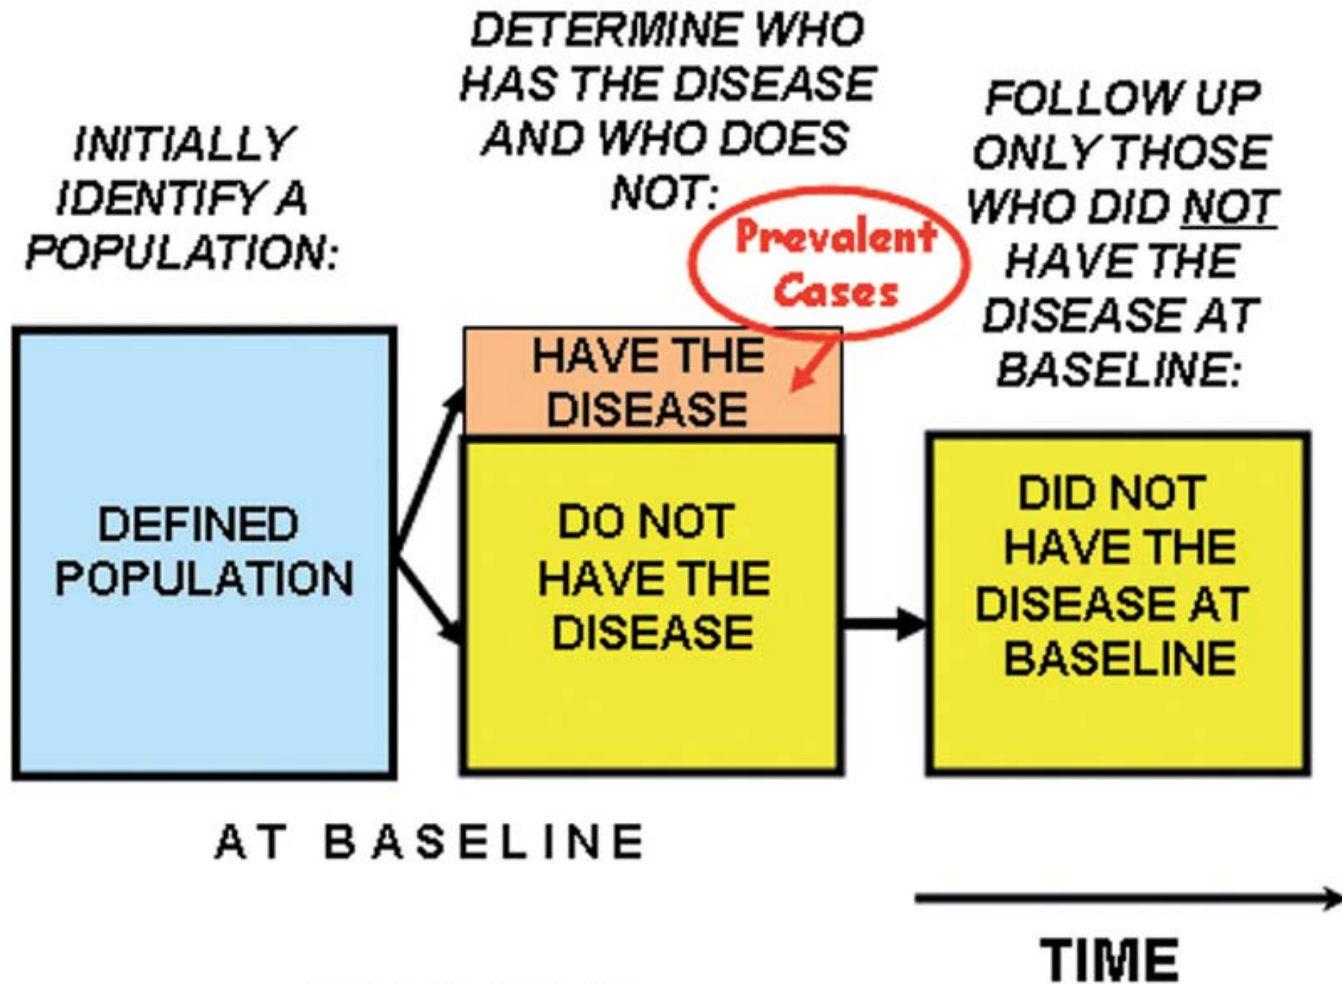 INITIALLY
IDENTIFY A
POPULATION:
DETERMINE WHO
HAS THE DISEASE
AND WHO DOES
NOT:
Prevalent
Cases
FOLLOW UP
ONLY THOSE
WHO DID NOT
HAVE THE
DISEASE AT
BASELINE:
DEFINED
POPULATION
HAVE THE
DISEASE
DO NOT
HAVE THE
DISEASE
DID NOT
HAVE THE
DISEASE AT
BASELINE
AT BASELINE
TIME